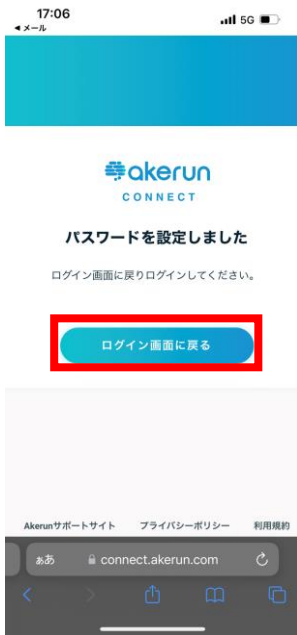 17:06
5G
◀メール
akerun
CONNECT
パスワードを設定しました
ログイン画面に戻りログインしてください。
ログイン画面に戻る
Akerunサポートサイト プライバシーポリシー 利用規約
ぁあ connect.akerun.com